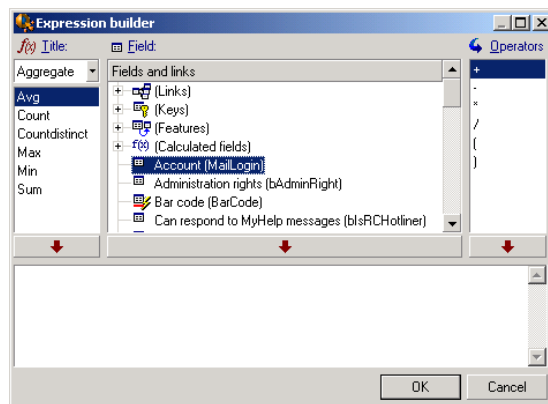 Expression builder
f(x) Title:
Field:
Operators
Aggregate
Fields and links
Avg
Count
Countdistinct
Max
Min
Sum
(Links)
(Keys)
(Features)
f(x) (Calculated fields)
Account (MailLogin)
Administration rights (bAdminRight)
Bar code (BarCode)
Can respond to MyHelp messages (bIsRCHotliner)
+
-
*
/
(
)
OK
Cancel